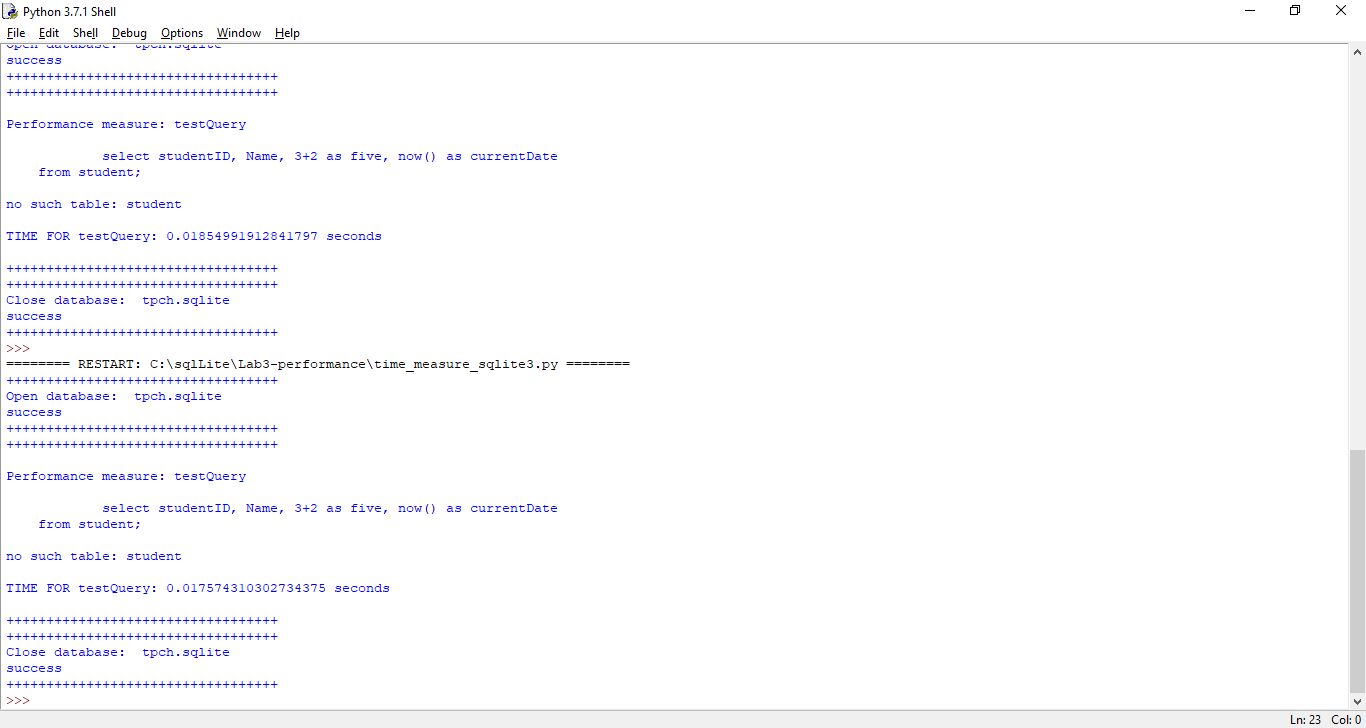 Python 3.7.1 Shell
File Edit Shell Debug Options Window Help
Open database:  tpch.sqlite
success
++++++++++++++++++++++++++++++++++
++++++++++++++++++++++++++++++++++
Performance measure: testQuery
select studentID, Name, 3+2 as five, now() as currentDate
from student;
no such table: student
TIME FOR testQuery: 0.01854991912841797 seconds
++++++++++++++++++++++++++++++++++
++++++++++++++++++++++++++++++++++
Close database:  tpch.sqlite
success
++++++++++++++++++++++++++++++++++
>>>
======== RESTART: C:\sqlLite\Lab3-performance\time_measure_sqlite3.py ========
++++++++++++++++++++++++++++++++++
Open database:  tpch.sqlite
success
++++++++++++++++++++++++++++++++++
++++++++++++++++++++++++++++++++++
Performance measure: testQuery
select studentID, Name, 3+2 as five, now() as currentDate
from student;
no such table: student
TIME FOR testQuery: 0.017574310302734375 seconds
++++++++++++++++++++++++++++++++++
++++++++++++++++++++++++++++++++++
Close database:  tpch.sqlite
success
++++++++++++++++++++++++++++++++++
>>>
Ln: 23 Col: 0